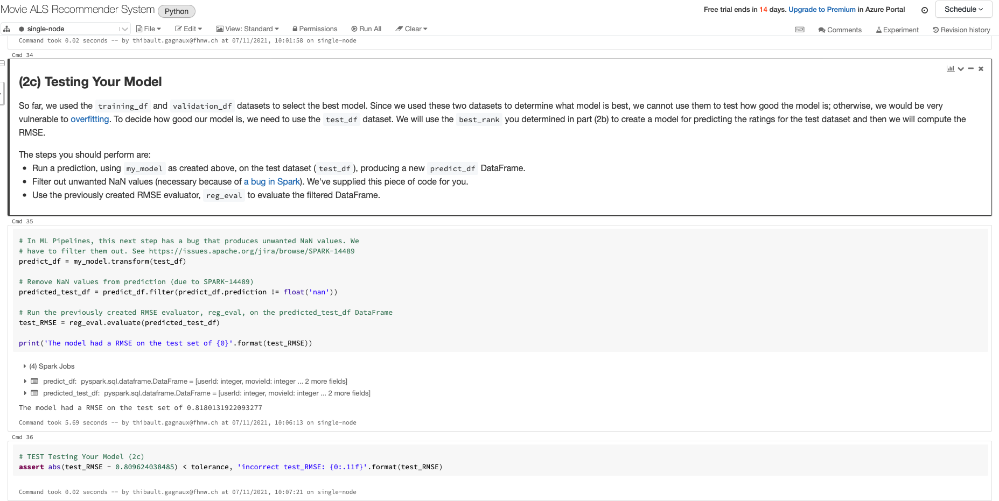 Movie ALS Recommender System Python
Free trial ends in 14 days. Upgrade to Premium in Azure Portal
Schedule
single-node
File Edit View: Standard Permissions Run All Clear
Comments Experiment Revision history
Command took 0.02 seconds -- by thibault.gagnaux@fhnw.ch at 07/11/2021, 10:01:58 on single-node
Cmd 34
(2c) Testing Your Model
So far, we used the training_df and validation_df datasets to select the best model. Since we used these two datasets to determine what model is best, we cannot use them to test how good the model is; otherwise, we would be very
vulnerable to overfitting. To decide how good our model is, we need to use the test_df dataset. We will use the best_rank you determined in part (2b) to create a model for predicting the ratings for the test dataset and then we will compute the
RMSE.
The steps you should perform are:
• Run a prediction, using my_model as created above, on the test dataset ( test_df ), producing a new predict_df DataFrame.
• Filter out unwanted NaN values (necessary because of a bug in Spark). We've supplied this piece of code for you.
• Use the previously created RMSE evaluator, reg_eval to evaluate the filtered DataFrame.
Cmd 35
# In ML Pipelines, this next step has a bug that produces unwanted NaN values. We
# have to filter them out. See https://issues.apache.org/jira/browse/SPARK-14489
predict_df = my_model.transform(test_df)
# Remove NaN values from prediction (due to SPARK-14489)
predicted_test_df = predict_df.filter(predict_df.prediction != float('nan'))
# Run the previously created RMSE evaluator, reg_eval, on the predicted_test_df DataFrame
test_RMSE = reg_eval.evaluate(predicted_test_df)
print('The model had a RMSE on the test set of {0}'.format(test_RMSE))
(4) Spark Jobs
predict_df: pyspark.sql.dataframe.DataFrame = [userId: integer, movieId: integer ... 2 more fields]
predicted_test_df: pyspark.sql.dataframe.DataFrame = [userId: integer, movieId: integer ... 2 more fields]
The model had a RMSE on the test set of 0.8180131922093277
Command took 5.69 seconds -- by thibault.gagnaux@fhnw.ch at 07/11/2021, 10:06:13 on single-node
Cmd 36
# TEST Testing Your Model (2c)
assert abs(test_RMSE - 0.809624038485) < tolerance, 'incorrect test_RMSE: {0:.11f}'.format(test_RMSE)
Command took 0.02 seconds -- by thibault.gagnaux@fhnw.ch at 07/11/2021, 10:07:21 on single-node